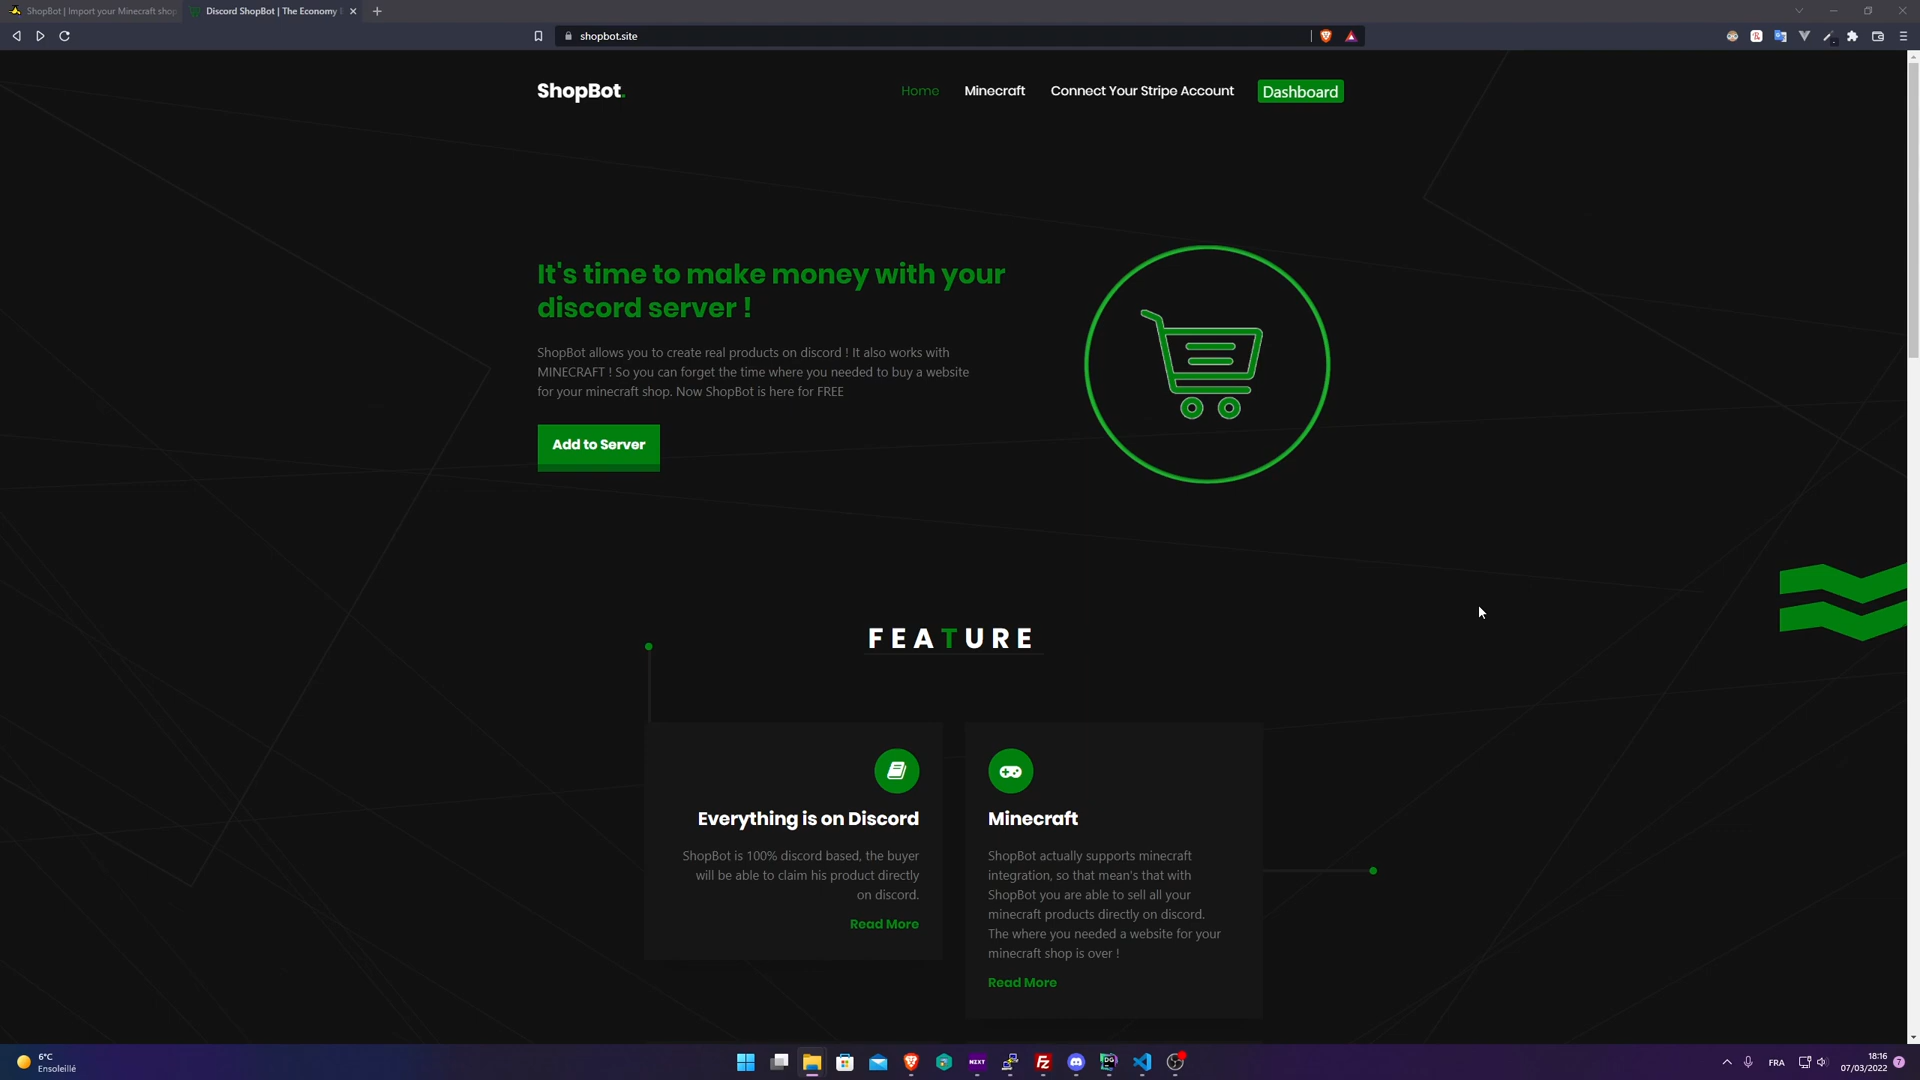 ShopBot | Import your Minecraft shop
Discord ShopBot | The Economy
shopbot.site
ShopBot.
Home
Minecraft
Connect Your Stripe Account
Dashboard
It's time to make money with your
discord server !
ShopBot allows you to create real products on discord ! It also works with
MINECRAFT ! So you can forget the time where you needed to buy a website
for your minecraft shop. Now ShopBot is here for FREE
Add to Server
FEATURE
Everything is on Discord
ShopBot is 100% discord based, the buyer
will be able to claim his product directly
on discord.
Read More
Minecraft
ShopBot actually supports minecraft
integration, so that mean's that with
ShopBot you are able to sell all your
minecraft products directly on discord.
The where you needed a website for your
minecraft shop is over !
Read More
6°C
Ensoleillé
NEXT
FZ
DG
FRA
18:16
07/03/2022
7